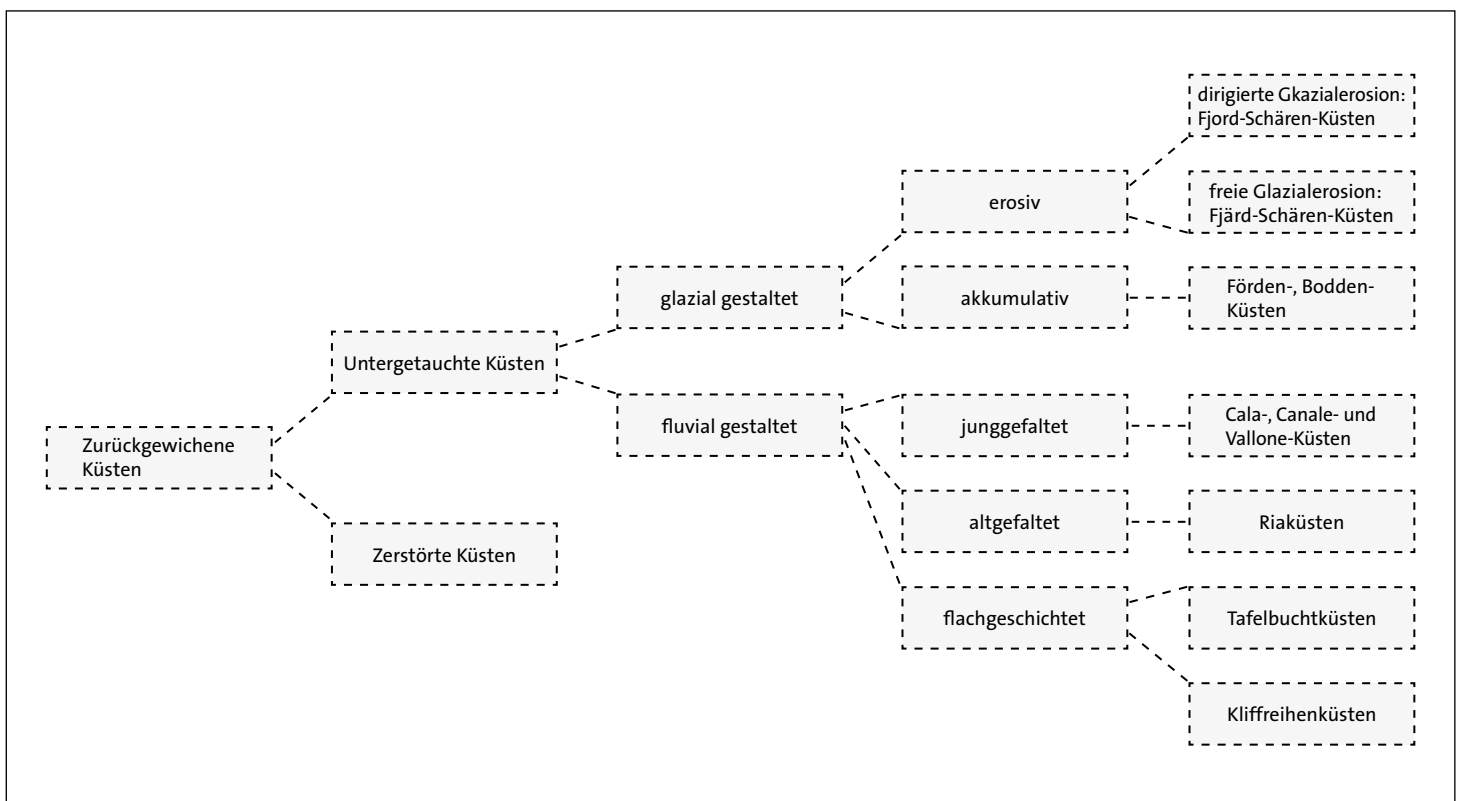 Zurückgewichene
Küsten
Untergetauchte Küsten
Zerstörte Küsten
glazial gestaltet
fluvial gestaltet
erosiv
akkumulativ
junggefaltet
altgefaltet
flachgeschichtet
dirigierte Gkazialerosion:
Fjord-Schären-Küsten
freie Glazialerosion:
Fjärd-Schären-Küsten
Förden-, Bodden-
Küsten
Cala-, Canale- und
Vallone-Küsten
Riaküsten
Tafelbuchtküsten
Kliffreihenküsten